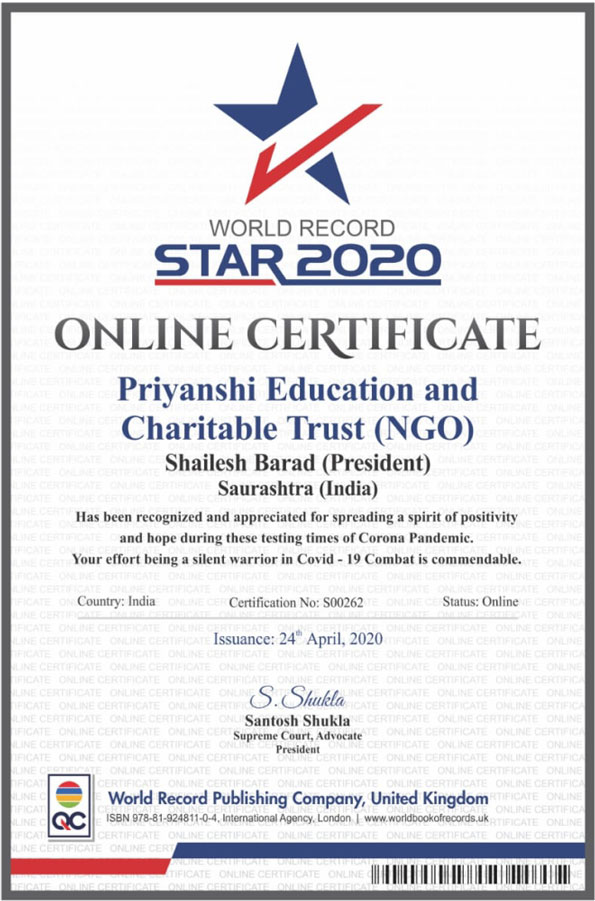 WORLD RECORD
STAR 2020
ONLINE CERTIFICATE
Priyanshi Education and
Charitable Trust (NGO)
Shailesh Barad (President)
Saurashtra (India)
Has been recognized and appreciated for spreading a spirit of positivity
and hope during these testing times of Corona Pandemic.
Your effort being a silent warrior in Covid - 19 Combat is commendable.
Country: India Certification No: S00262 Status: Online
Issuance: 24th April, 2020
S. Shukla
Santosh Shukla
Supreme Court, Advocate
President
QC
World Record Publishing Company, United Kingdom
ISBN 978-81-924811-0-4, International Agency, London | www.worldbookofrecords.uk